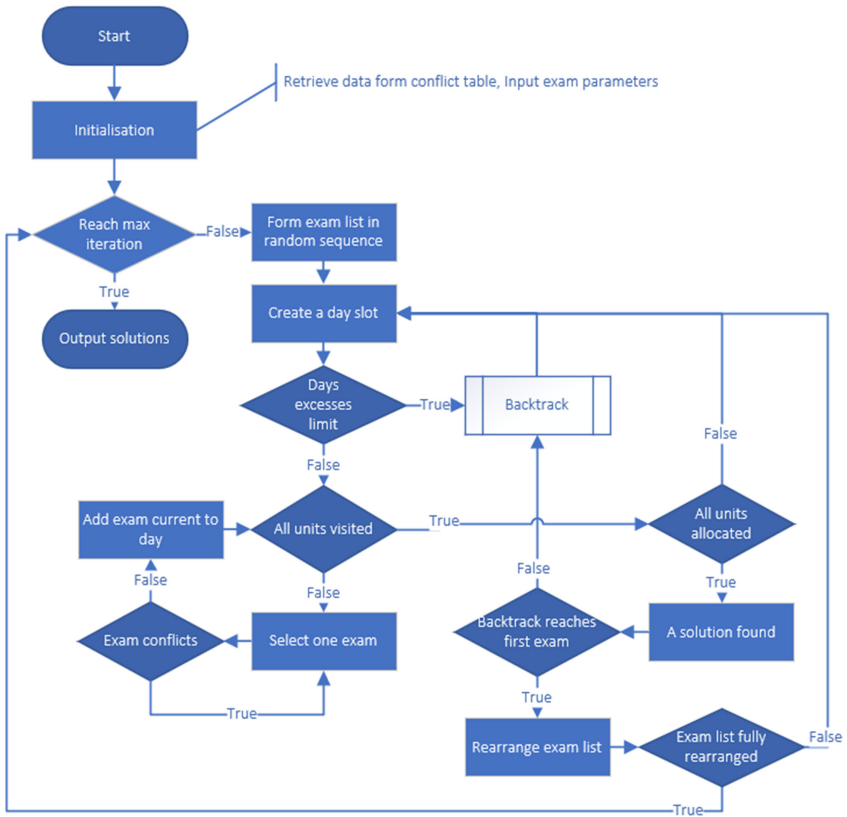 Start
Retrieve data form conflict table, Input exam parameters
Initialisation
Reach max
iteration
False
Form exam list in
random sequence
True
Create a day slot
Output solutions
Days
excesses
limit
True
Backtrack
False
False
Add exam current to
day
All units visited
True
All units
allocated
False
False
False
True
Exam conflicts
Select one exam
Backtrack reaches
first exam
A solution found
True
True
Rearrange exam list
Exam list fully
rearranged
False
True